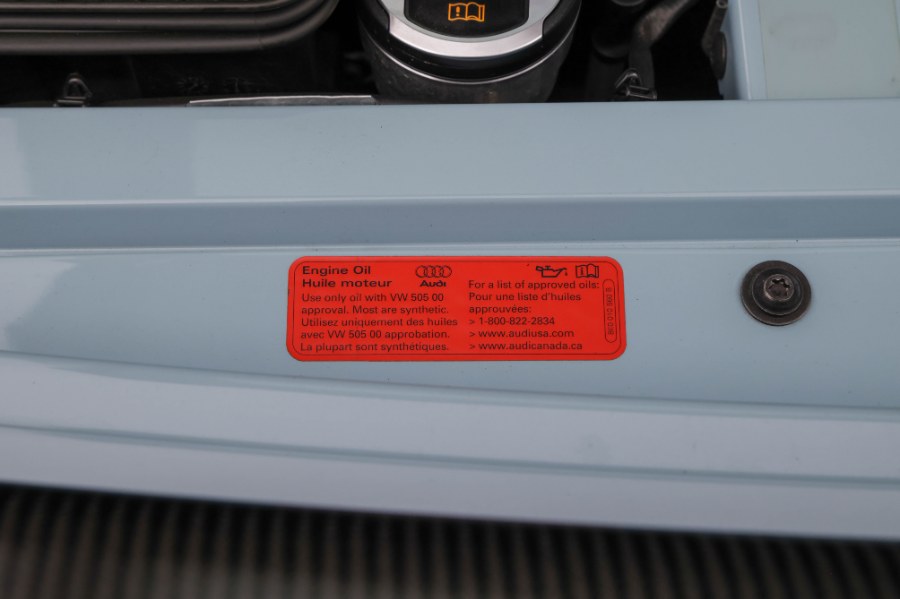 Engine Oil
Huile moteur
Audi
Use only oil with VW 505 00
approval. Most are synthetic.
Utilisez uniquement des huiles
avec VW 505 00 approbation.
La plupart sont synthétiques.
For a list of approved oils:
Pour une liste d'huiles
approuvées:
> 1-800-822-2834
> www.audiusa.com
> www.audicanada.ca